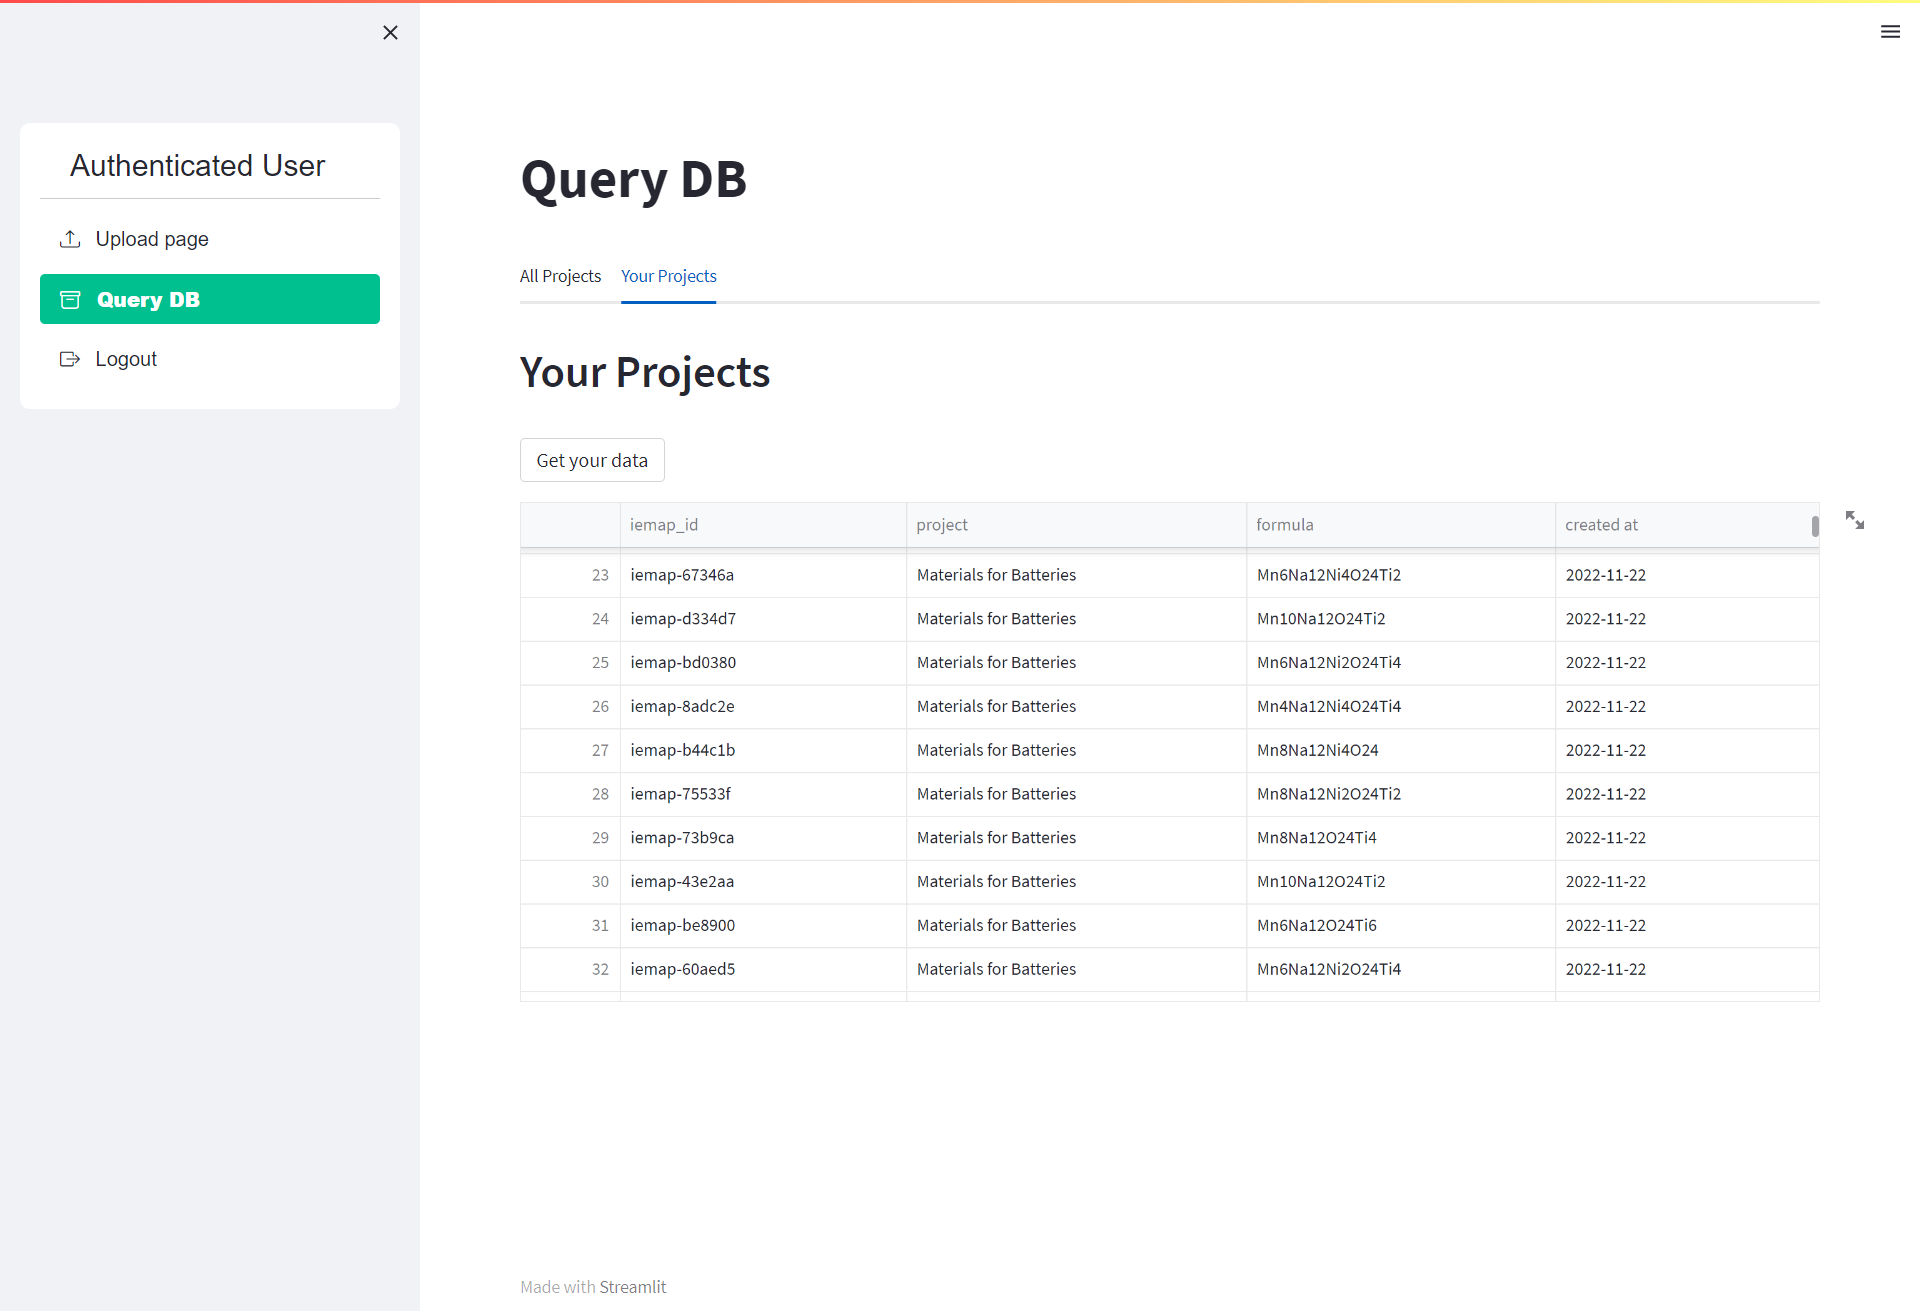 Authenticated User
Upload page
Query DB
Logout
Query DB
All Projects Your Projects
Your Projects
Get your data
iemap_id project formula created at
23 iemap-67346a Materials for Batteries Mn6Na12Ni4O24Ti2 2022-11-22
24 iemap-d334d7 Materials for Batteries Mn10Na12O24Ti2 2022-11-22
25 iemap-bd0380 Materials for Batteries Mn6Na12Ni2O24Ti4 2022-11-22
26 iemap-8adc2e Materials for Batteries Mn4Na12Ni4O24Ti4 2022-11-22
27 iemap-b44c1b Materials for Batteries Mn8Na12Ni4O24 2022-11-22
28 iemap-75533f Materials for Batteries Mn8Na12Ni2O24Ti2 2022-11-22
29 iemap-73b9ca Materials for Batteries Mn8Na12O24Ti4 2022-11-22
30 iemap-43e2aa Materials for Batteries Mn10Na12O24Ti2 2022-11-22
31 iemap-be8900 Materials for Batteries Mn6Na12O24Ti6 2022-11-22
32 iemap-60aed5 Materials for Batteries Mn6Na12Ni2O24Ti4 2022-11-22
Made with Streamlit